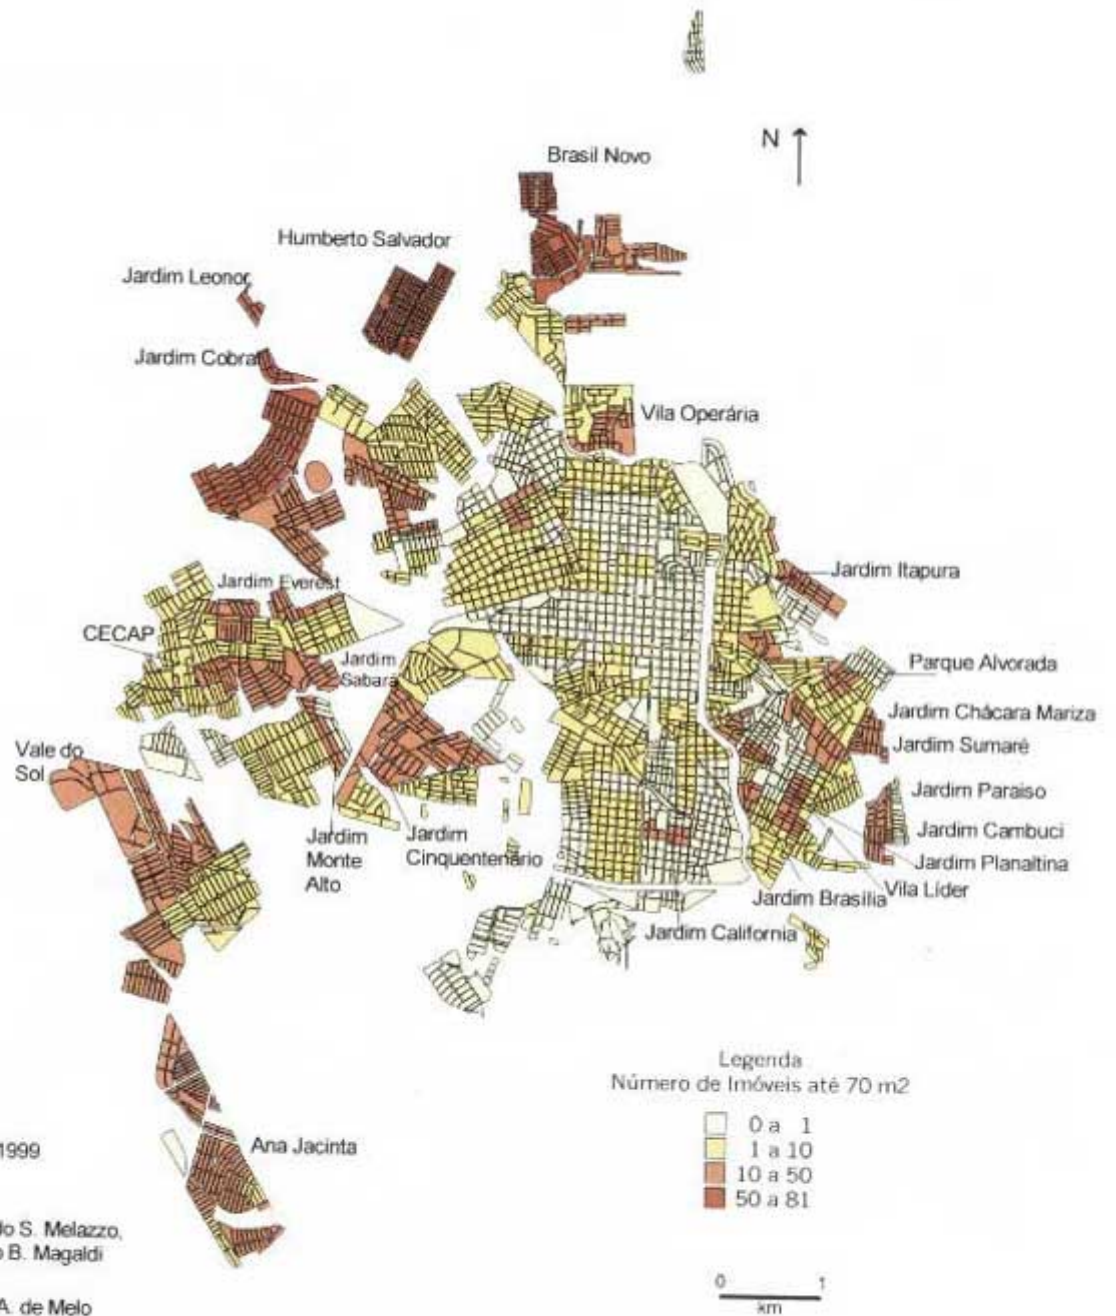 N
Brasil Novo
Humberto Salvador
Jardim Leonor
Jardim Cobral
Vila Operária
Jardim Itapura
Jardim Everest
CECAP
Jardim
Sabará
Parque Alvorada
Jardim Chácara Mariza
Jardim Sumaré
Vale do
Sol
Jardim Paraiso
Jardim Cambuci
Jardim Planaltina
Jardim
Monte
Alto
Jardim
Cinquentenário
Vila Líder
Jardim Brasília
Jardim California
Legenda
Número de Imóveis até 70 m2
0 a 1
1 a 10
10 a 50
50 a 81
Ana Jacinta
1999
S. Melazzo,
B. Magaldi
A. de Melo
0 1
km